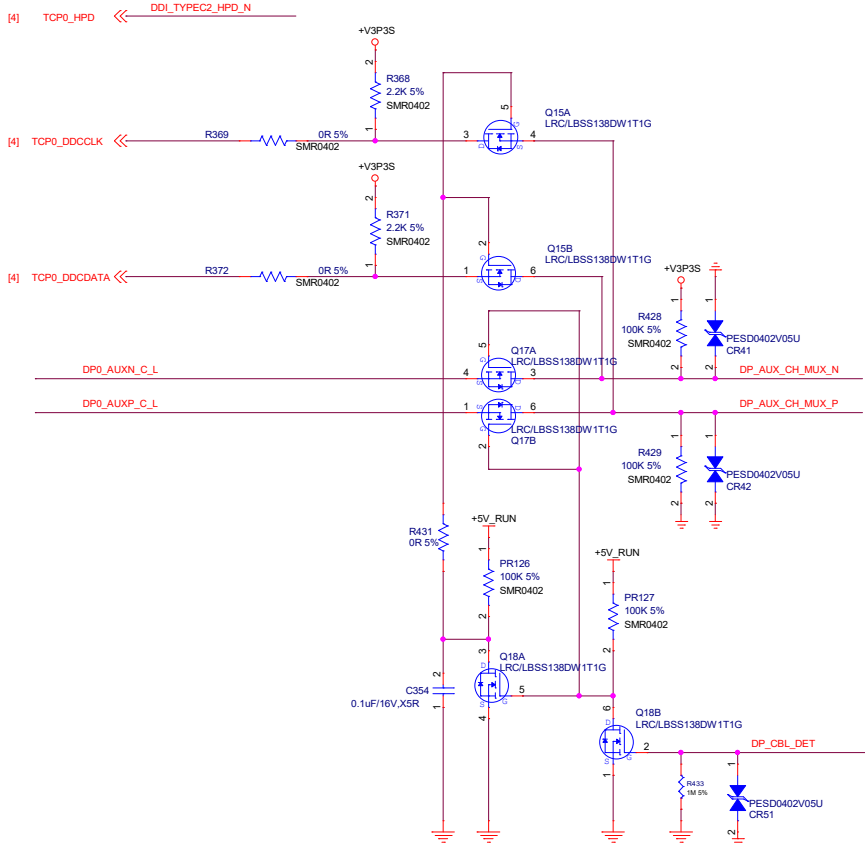 [4] TCP0_HPD DDI_TYPEC2_HPD_N
+V3P3S
2
R368
2.2K 5%
SMR0402
1
5
Q15A
LRC/LBSS138DW1T1G
G
[4] TCP0_DDCCLK R369 0R 5% 3 4
SMR0402
D S
+V3P3S
2
R371
2.2K 5%
SMR0402
1
2
Q15B
LRC/LBSS138DW1T1G
G
[4] TCP0_DDCDATA R372 0R 5% 1 6
SMR0402
S D
+V3P3S
1 1
R428
100K 5%
SMR0402
PESD0402V05U
CR41
2 2
5
Q17A
LRC/LBSS138DW1T1G
G
DP0_AUXN_C_L 4 3 DP_AUX_CH_MUX_N
S D
DP0_AUXP_C_L 1 6 DP_AUX_CH_MUX_P
S D
G
LRC/LBSS138DW1T1G
Q17B
2
1 1
R429
100K 5%
SMR0402
PESD0402V05U
CR42
2 2
R431
0R 5%
+5V_RUN
1
PR126
100K 5%
SMR0402
2
+5V_RUN
1
PR127
100K 5%
SMR0402
2
3
Q18A
LRC/LBSS138DW1T1G
D
S
G
5
4
2
C354
0.1uF/16V,X5R
1
6
Q18B
LRC/LBSS138DW1T1G
D
S
G
2 DP_CBL_DET
1
R433
1M 5%
1
PESD0402V05U
CR51
2